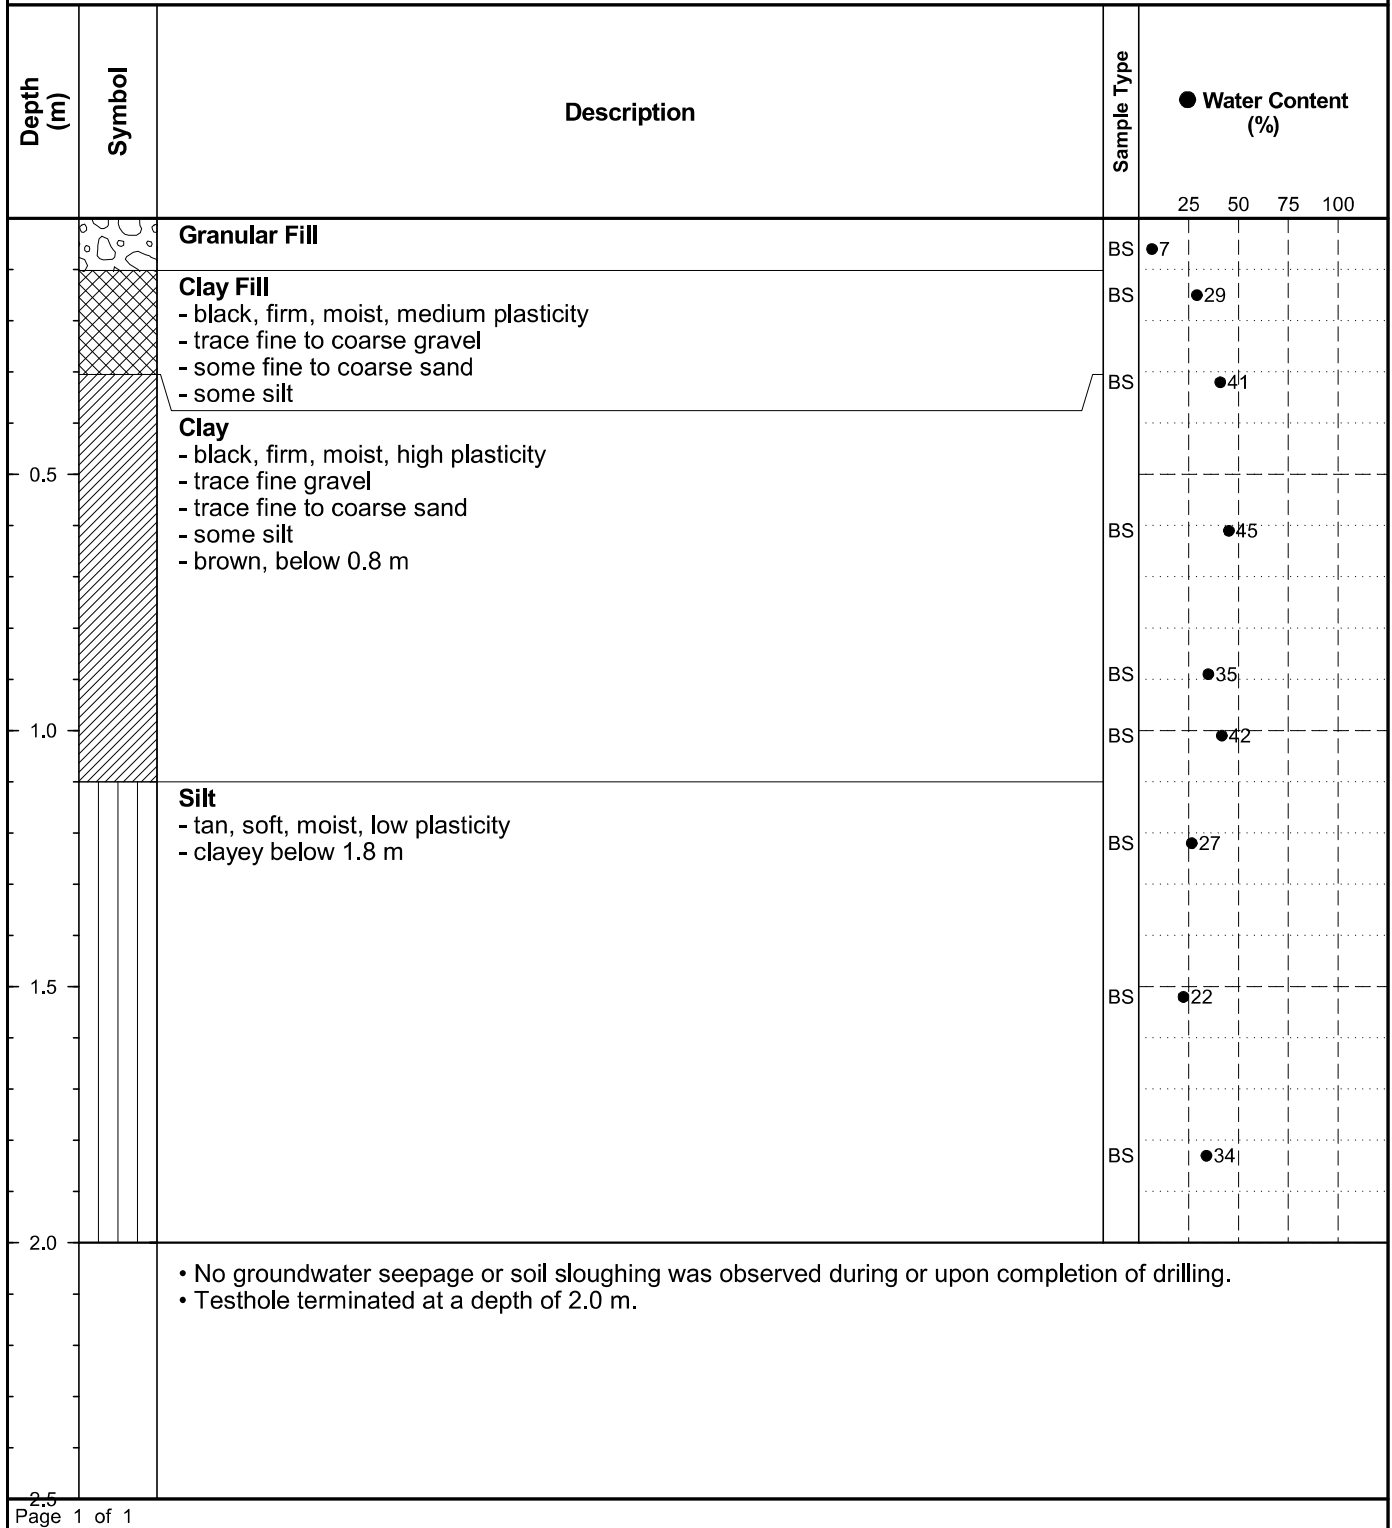 Depth
(m)
Symbol
Description
Sample Type
● Water Content
(%)
25 50 75 100
Granular Fill
BS 7
Clay Fill
BS 29
- black, firm, moist, medium plasticity
- trace fine to coarse gravel
- some fine to coarse sand
BS 41
- some silt
Clay
- black, firm, moist, high plasticity
0.5
- trace fine gravel
- trace fine to coarse sand
- some silt
BS 45
- brown, below 0.8 m
BS 35
1.0
BS 42
Silt
- tan, soft, moist, low plasticity
- clayey below 1.8 m
BS 27
1.5
BS 22
BS 34
2.0
• No groundwater seepage or soil sloughing was observed during or upon completion of drilling.
• Testhole terminated at a depth of 2.0 m.
2.5
Page 1 of 1